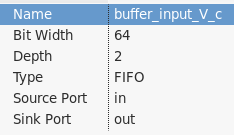 Name buffer_input_V_c
Bit Width 64
Depth 2
Type FIFO
Source Port in
Sink Port out